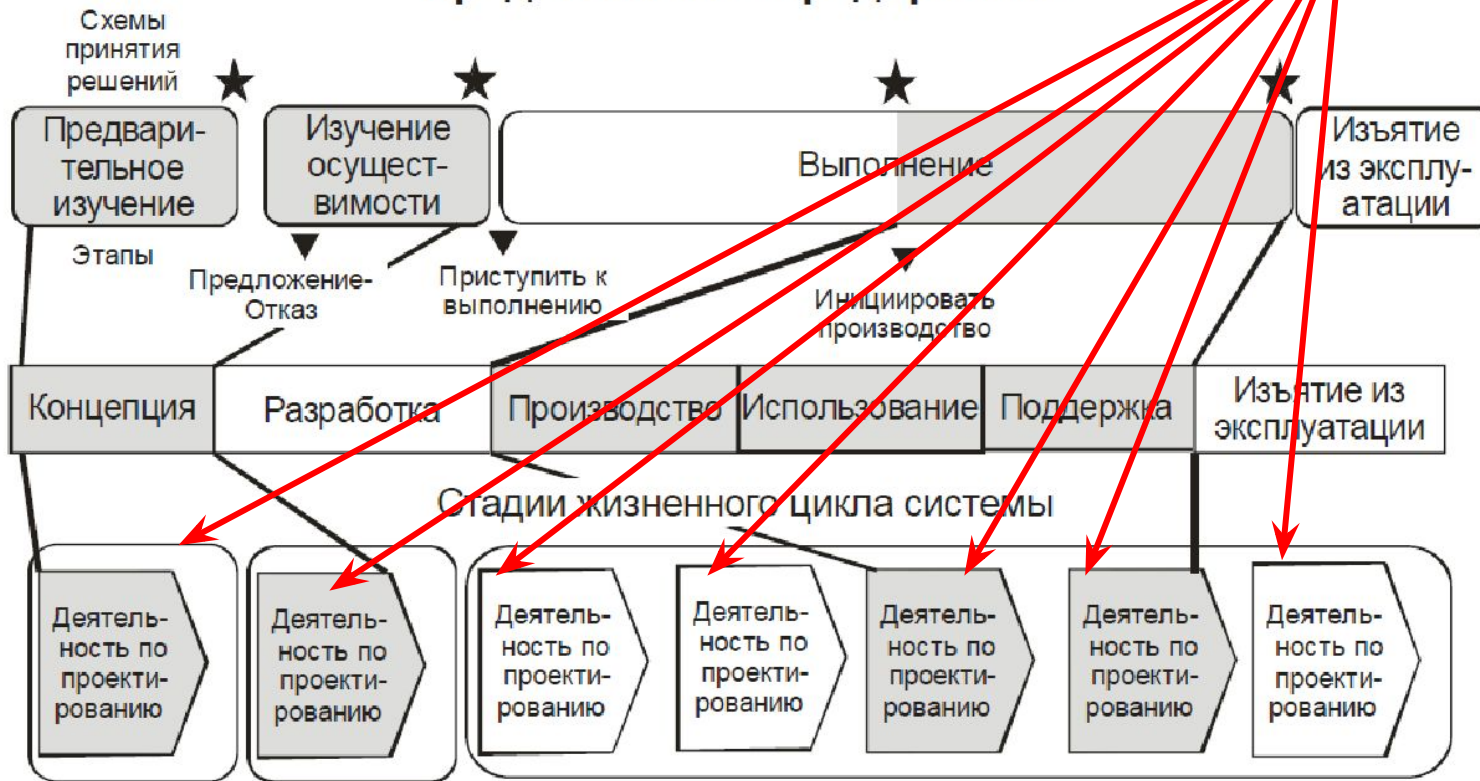 Схемы
принятия
решений
Предвари-
тельное
изучение
Изучение
осущест-
вимости
Выполнение
Изъятие
из эксплу-
атации
Этапы
Предложение-
Отказ
Приступить к
выполнению
Инициировать
производство
Концепция
Разработка
Производство
Использование
Поддержка
Изъятие из
эксплуатации
Стадии жизненного цикла системы
Деятель-
ность по
проекти-
рованию
Деятель-
ность по
проекти-
рованию
Деятель-
ность по
проекти-
рованию
Деятель-
ность по
проекти-
рованию
Деятель-
ность по
проекти-
рованию
Деятель-
ность по
проекти-
рованию
Деятель-
ность по
проекти-
рованию